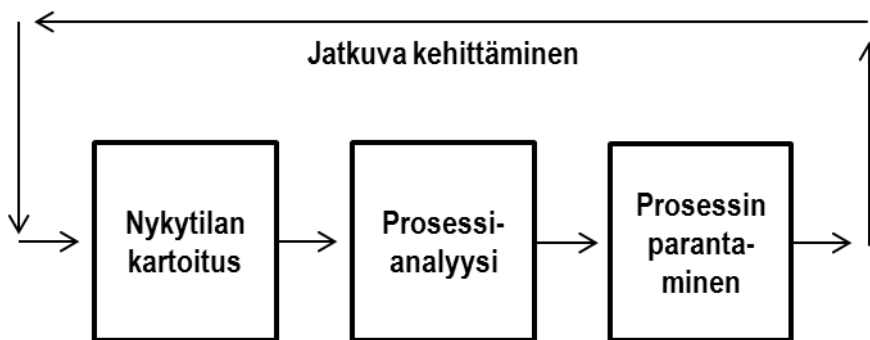 Jatkuva kehittäminen
Nykytilan
kartoitus
Prosessi-
analyysi
Prosessin
paranta-
minen